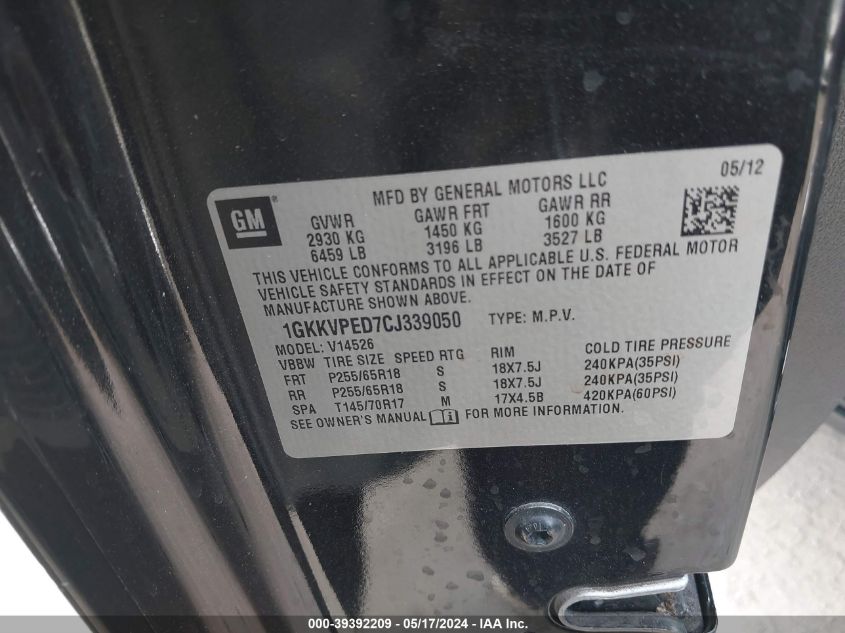 05/12
GM
MFD BY GENERAL MOTORS LLC
GVWR GAWR FRT GAWR RR
2930 KG 1450 KG 1600 KG
6459 LB 3196 LB 3527 LB
THIS VEHICLE CONFORMS TO ALL APPLICABLE U.S. FEDERAL MOTOR
VEHICLE SAFETY STANDARDS IN EFFECT ON THE DATE OF
MANUFACTURE SHOWN ABOVE.
1GKKVPED7CJ339050 TYPE: M.P.V.
MODEL: V14526
VBBW TIRE SIZE SPEED RTG RIM COLD TIRE PRESSURE
FRT P255/65R18 S 18X7.5J 240KPA(35PSI)
RR P255/65R18 S 18X7.5J 240KPA(35PSI)
SPA T145/70R17 M 17X4.5B 420KPA(60PSI)
SEE OWNER'S MANUAL FOR MORE INFORMATION.
000-39392209 - 05/17/2024 - IAA Inc.